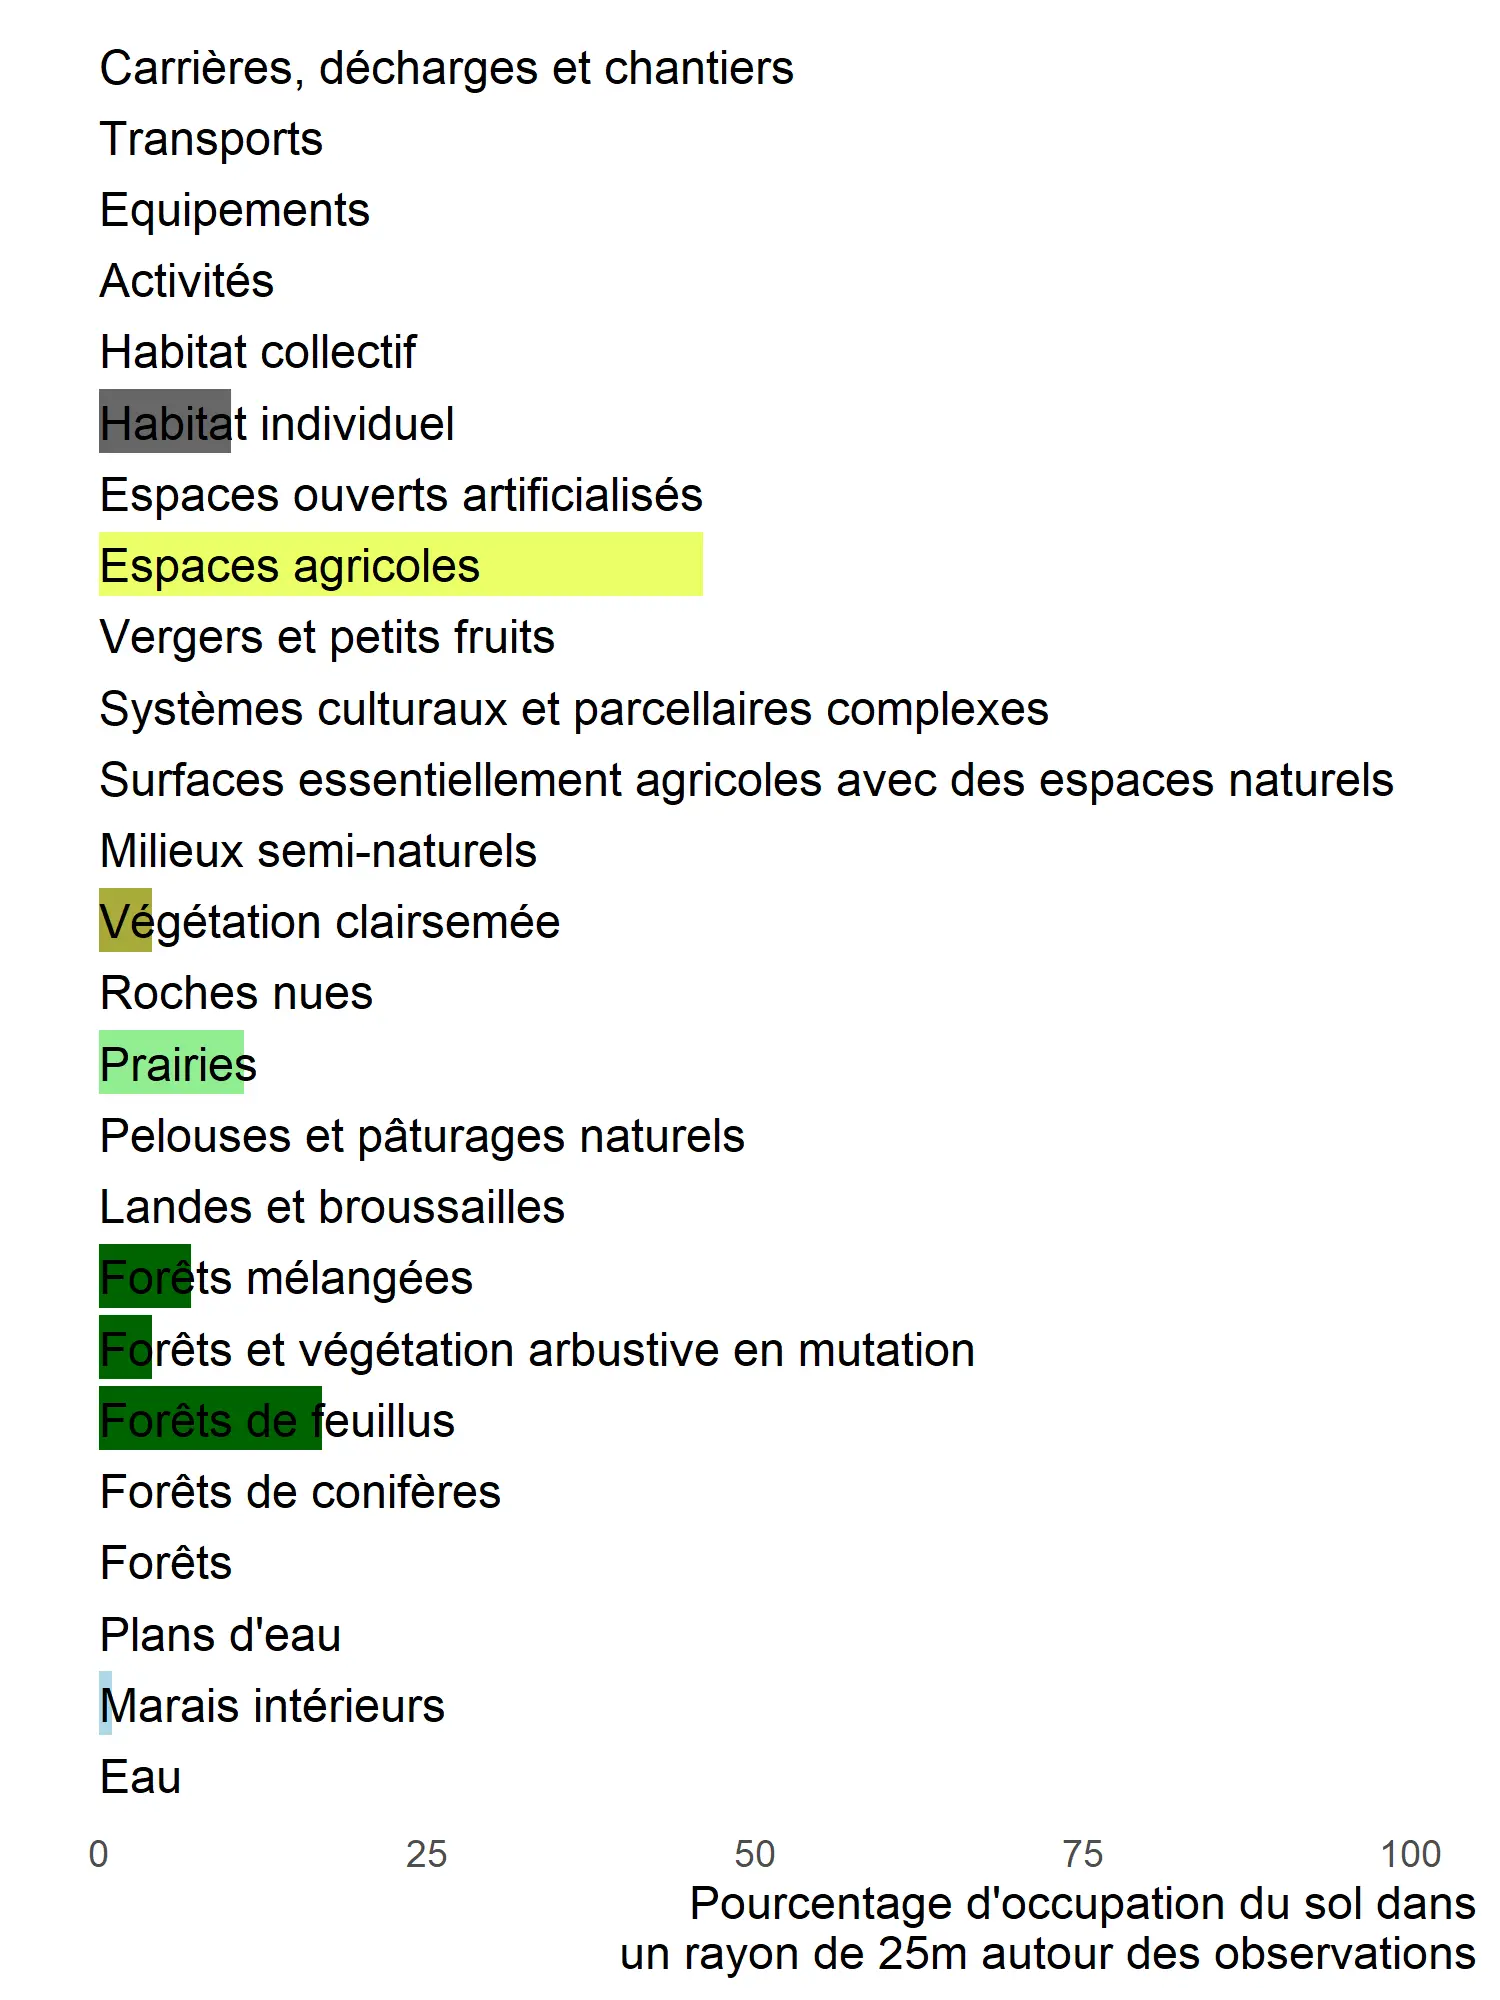 Carrières, décharges et chantiers
Transports
Equipements
Activités
Habitat collectif
Habitat individuel
Espaces ouverts artificialisés
Espaces agricoles
Vergers et petits fruits
Systèmes culturaux et parcellaires complexes
Surfaces essentiellement agricoles avec des espaces naturels
Milieux semi-naturels
Végétation clairsemée
Roches nues
Prairies
Pelouses et pâturages naturels
Landes et broussailles
Forêts mélangées
Forêts et végétation arbustive en mutation
Forêts de feuillus
Forêts de conifères
Forêts
Plans d'eau
Marais intérieurs
Eau
0 25 50 75 100
Pourcentage d'occupation du sol dans
un rayon de 25m autour des observations